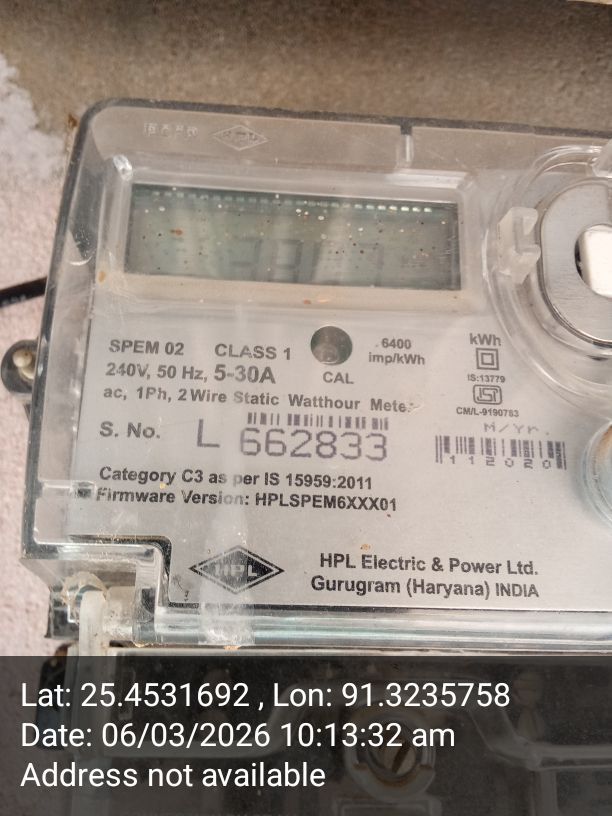 SPEM 02 CLASS 1
6400
imp/kWh
kWh
240V, 50 Hz, 5-30A
CAL
IS:13779
ac, 1Ph, 2 Wire Static Watthour Meter
CM/L-9190783
S. No. L 662833
M/Yr.
112020
Category C3 as per IS 15959:2011
Firmware Version: HPLSPEM6XXX01
HPL
HPL Electric & Power Ltd.
Gurugram (Haryana) INDIA
Lat: 25.4531692 , Lon: 91.3235758
Date: 06/03/2026 10:13:32 am
Address not available